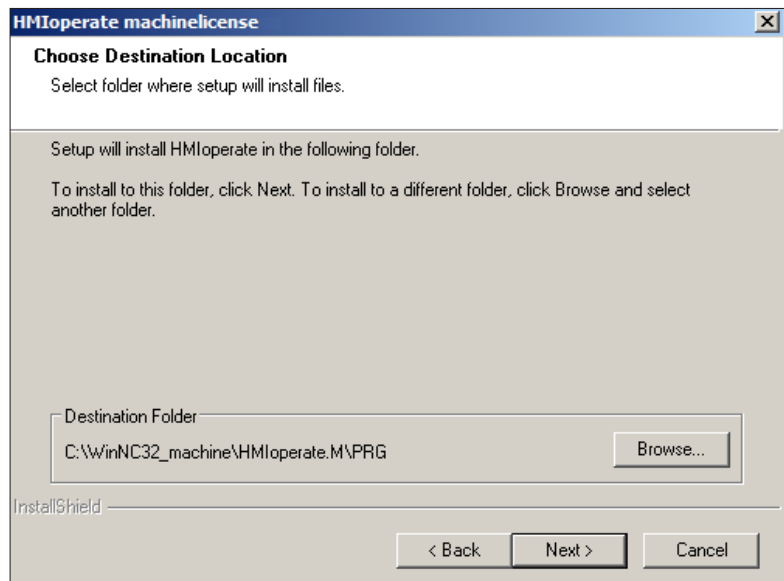 HMIoperate machinelicense
Choose Destination Location
Select folder where setup will install files.
Setup will install HMIoperate in the following folder.
To install to this folder, click Next. To install to a different folder, click Browse and select
another folder.
Destination Folder
C:\WinNC32_machine\HMIoperate.M\PRG
Browse...
InstallShield
< Back
Next >
Cancel